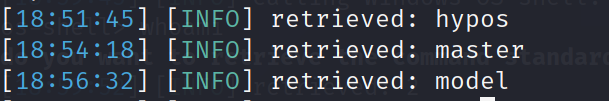 [18:51:45] [INFO] retrieved: hypos
[18:54:18] [INFO] retrieved: master
[18:56:32] [INFO] retrieved: model